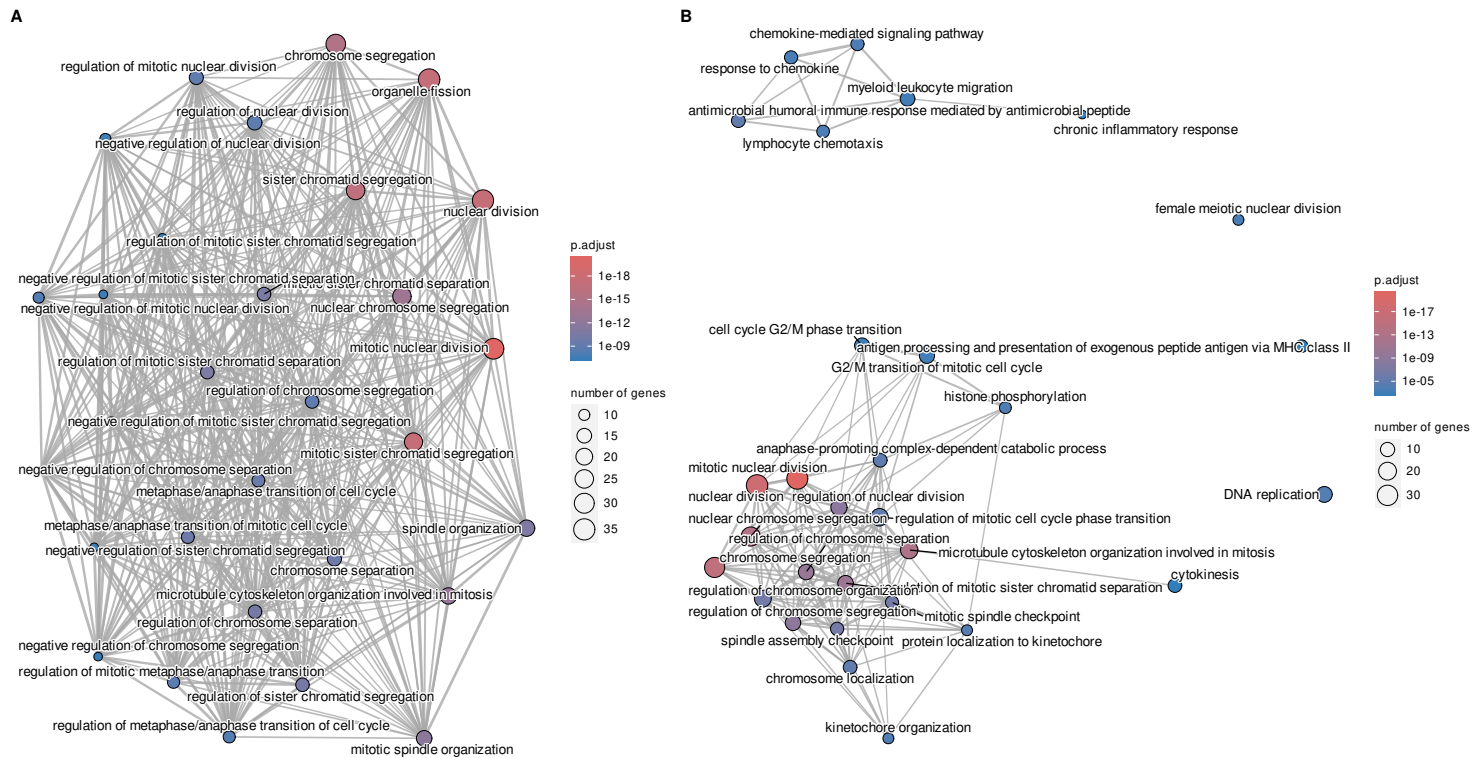 A
chromosome segregation
regulation of mitotic nuclear division
organelle fission
regulation of nuclear division
negative regulation of nuclear division
sister chromatid segregation
nuclear division
regulation of mitotic sister chromatid segregation
negative regulation of mitotic sister chromatid separation
mitotic sister chromatid separation
negative regulation of mitotic nuclear division
nuclear chromosome segregation
mitotic nuclear division
regulation of mitotic sister chromatid separation
regulation of chromosome segregation
negative regulation of mitotic sister chromatid segregation
mitotic sister chromatid segregation
negative regulation of chromosome separation
metaphase/anaphase transition of cell cycle
metaphase/anaphase transition of mitotic cell cycle
spindle organization
negative regulation of sister chromatid segregation
chromosome separation
microtubule cytoskeleton organization involved in mitosis
regulation of chromosome separation
negative regulation of chromosome segregation
regulation of mitotic metaphase/anaphase transition
regulation of sister chromatid segregation
regulation of metaphase/anaphase transition of cell cycle
mitotic spindle organization
p.adjust
1e-18
1e-15
1e-12
1e-09
number of genes
10
15
20
25
30
35
B
chemokine-mediated signaling pathway
response to chemokine
myeloid leukocyte migration
antimicrobial humoral immune response mediated by antimicrobial peptide
chronic inflammatory response
lymphocyte chemotaxis
female meiotic nuclear division
cell cycle G2/M phase transition
antigen processing and presentation of exogenous peptide antigen via MHC class II
G2/M transition of mitotic cell cycle
histone phosphorylation
anaphase-promoting complex-dependent catabolic process
mitotic nuclear division
nuclear division
regulation of nuclear division
DNA replication
nuclear chromosome segregation
regulation of mitotic cell cycle phase transition
regulation of chromosome separation
chromosome segregation
microtubule cytoskeleton organization involved in mitosis
cytokinesis
regulation of chromosome organization
regulation of mitotic sister chromatid separation
regulation of chromosome segregation
mitotic spindle checkpoint
spindle assembly checkpoint
protein localization to kinetochore
chromosome localization
kinetochore organization
p.adjust
1e-17
1e-13
1e-09
1e-05
number of genes
10
20
30